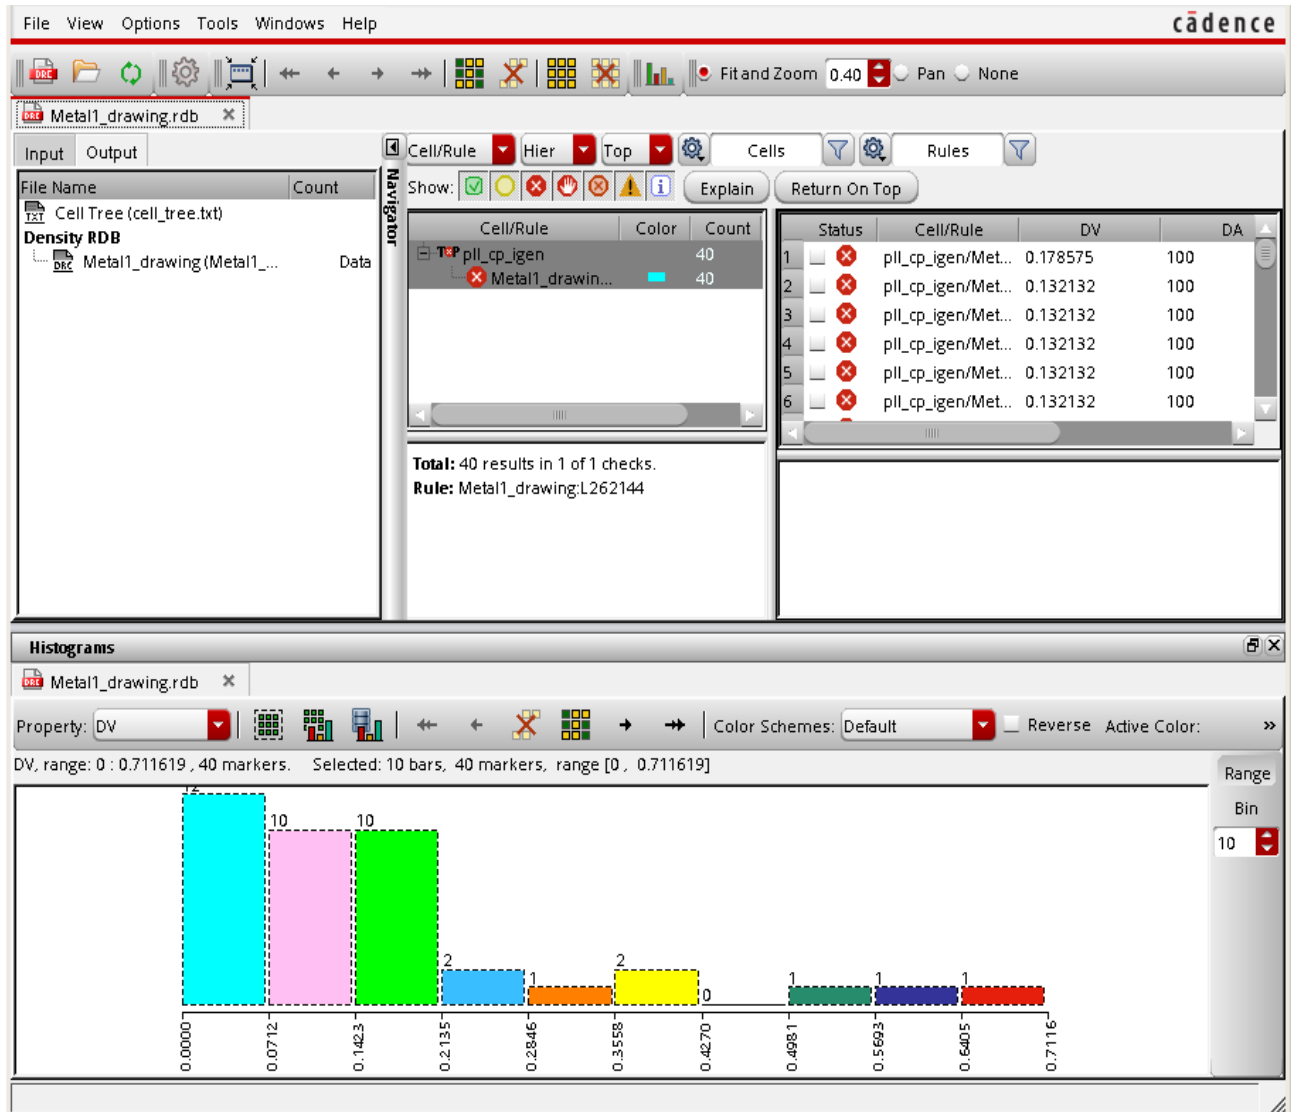 File View Options Tools Windows Help
cādence
Fit and Zoom 0.40 Pan None
Metal1_drawing.rdb
Input Output
File Name Count
Cell Tree (cell_tree.txt)
Density RDB
Metal1_drawing (Metal1_... Data
Navigator
Cell/Rule Hier Top Cells Rules
Show: Explain Return On Top
Cell/Rule Color Count
pll_cp_igen 40
Metal1_drawin... 40
Total: 40 results in 1 of 1 checks.
Rule: Metal1_drawing:L262144
Status Cell/Rule DV DA
1 pll_cp_igen/Met... 0.178575 100
2 pll_cp_igen/Met... 0.132132 100
3 pll_cp_igen/Met... 0.132132 100
4 pll_cp_igen/Met... 0.132132 100
5 pll_cp_igen/Met... 0.132132 100
6 pll_cp_igen/Met... 0.132132 100
Histograms
Metal1_drawing.rdb
Property: DV Color Schemes: Default Reverse Active Color: »
DV, range: 0 : 0.711619 , 40 markers. Selected: 10 bars, 40 markers, range [0 , 0.711619]
Range
Bin
10
12 10 10 2 1 2 0 1 1 1
0.0000 0.0712 0.1423 0.2135 0.2846 0.3558 0.4270 0.4981 0.5693 0.6405 0.7116